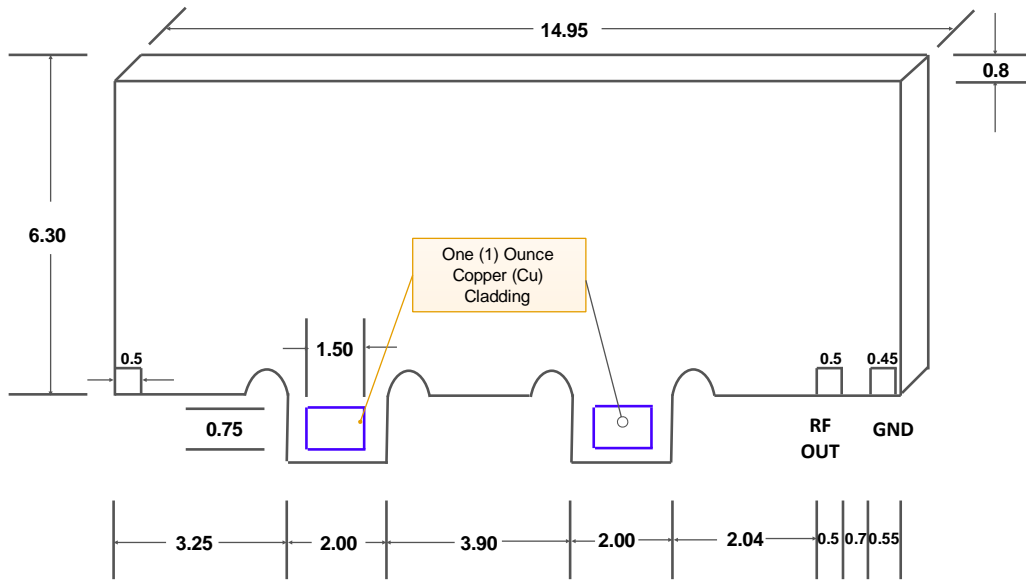 14.95
0.8
6.30
One (1) Ounce
Copper (Cu)
Cladding
1.50
0.5
0.5
0.45
0.75
RF
OUT
GND
3.25
2.00
3.90
2.00
2.04
0.5
0.7
0.55